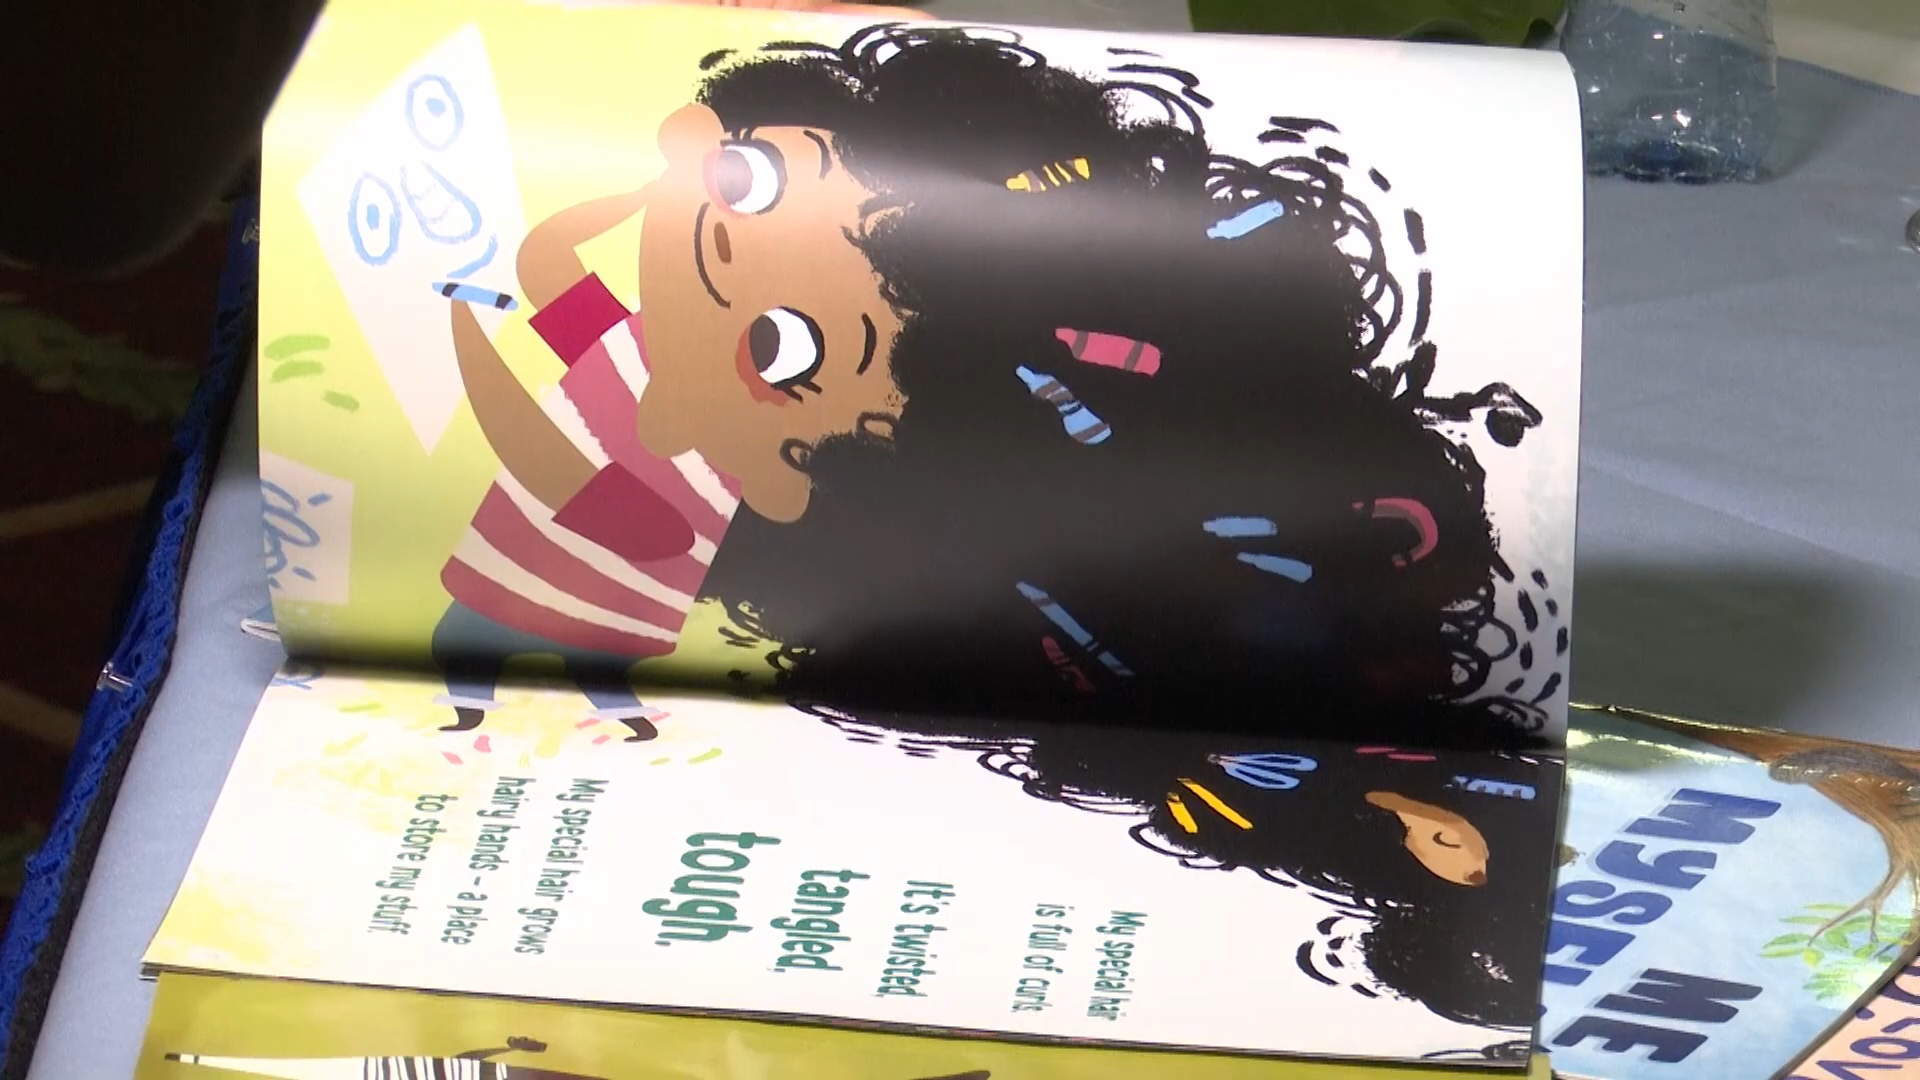 My special hair
is full of curls.
It's twisted,
tangled,
tough.
My special hair grows
hairy hands – a place
to store my stuff.
ME
MYSEL